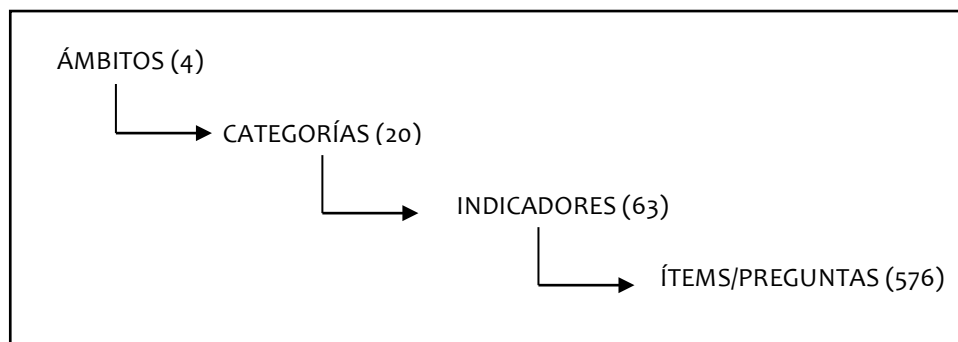 ÁMBITOS (4)
CATEGORÍAS (20)
INDICADORES (63)
ÍTEMS/PREGUNTAS (576)